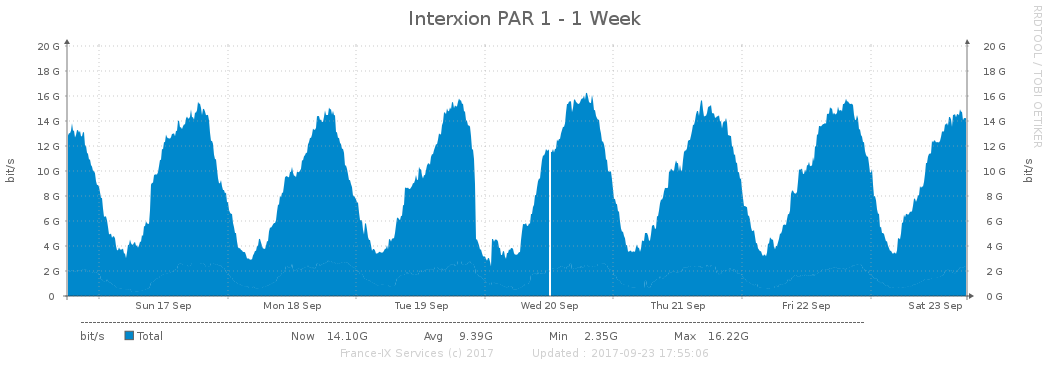 Interxion PAR 1 - 1 Week
RRDTOOL / TOBI OETIKER
bit/s
20 G 20 G
18 G 18 G
16 G 16 G
14 G 14 G
12 G 12 G
10 G 10 G
8 G 8 G
6 G 6 G
4 G 4 G
2 G 2 G
0 0 G
bit/s
Sun 17 Sep Mon 18 Sep Tue 19 Sep Wed 20 Sep Thu 21 Sep Fri 22 Sep Sat 23 Sep
bit/s Total Now 14.10G Avg 9.39G Min 2.35G Max 16.22G
France-IX Services (c) 2017 Updated : 2017-09-23 17:55:06